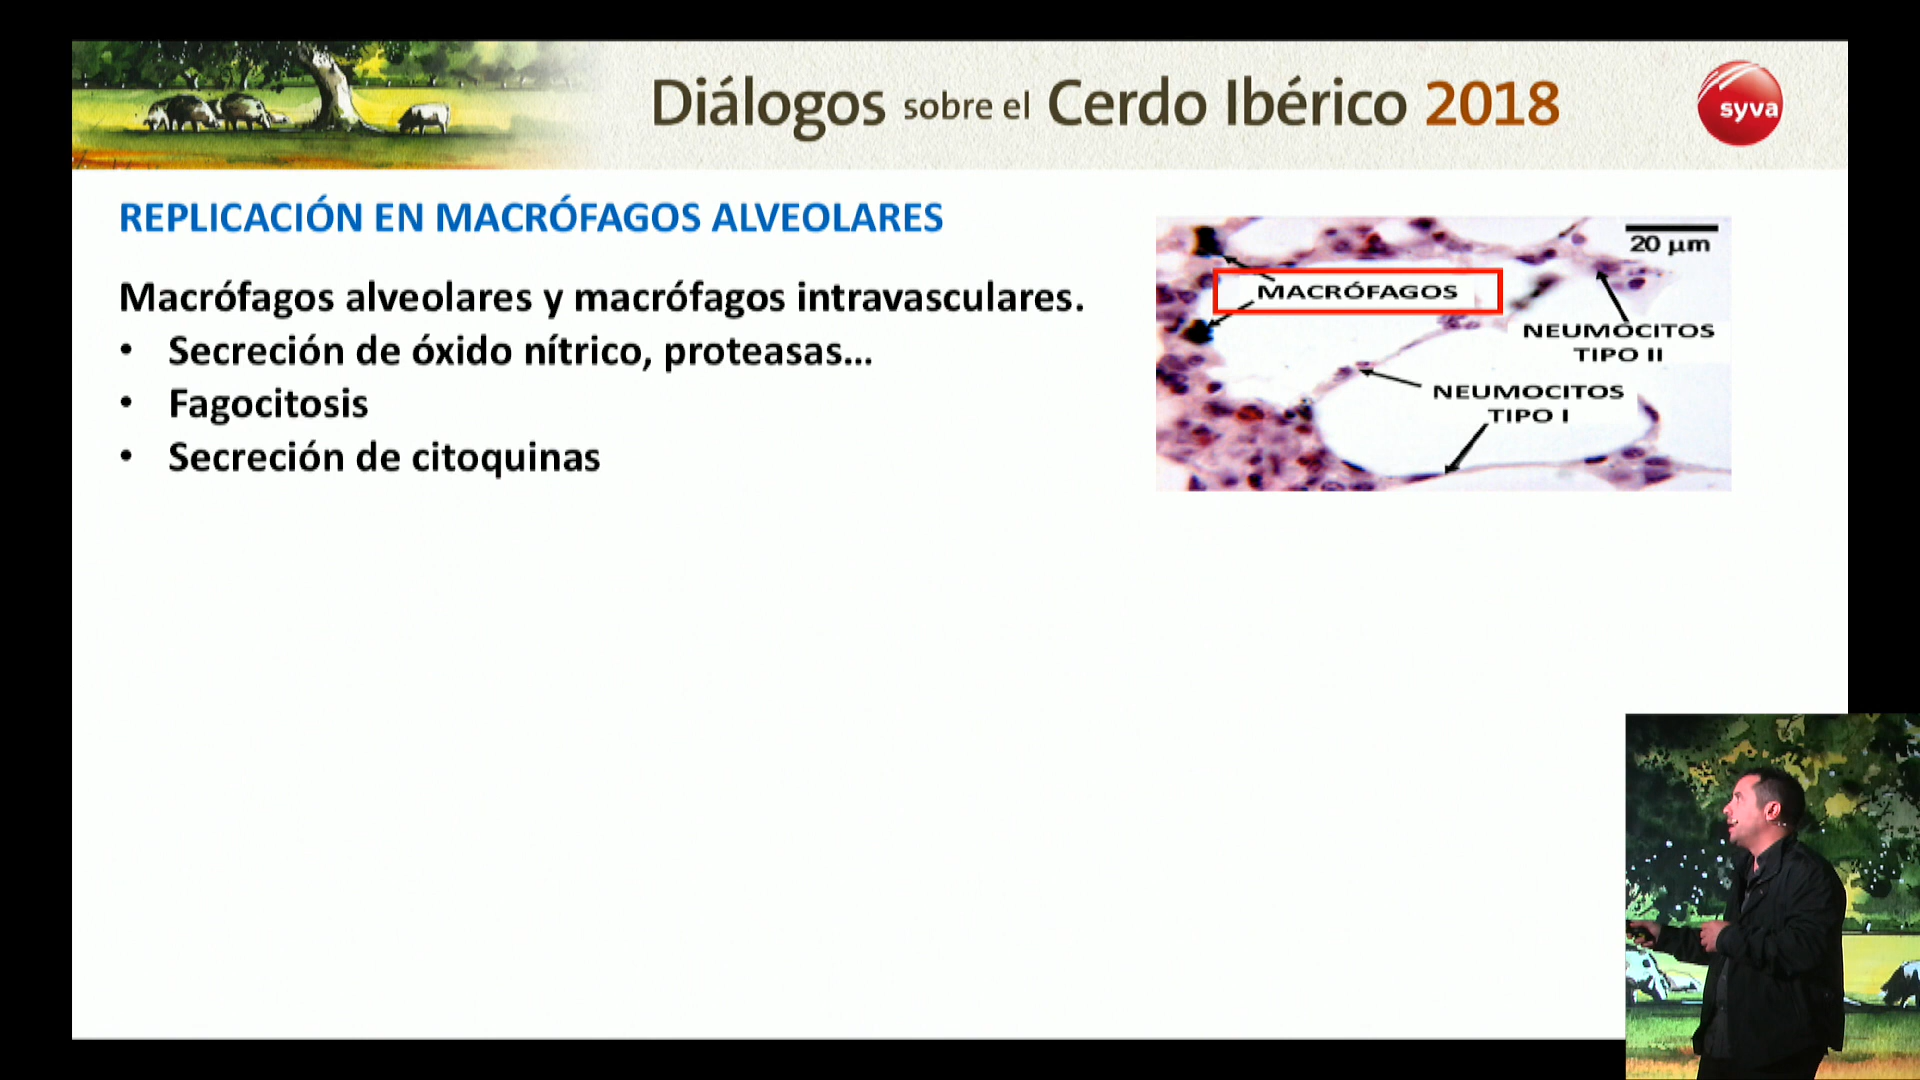 Diálogos sobre el Cerdo Ibérico 2018
syva
REPLICACIÓN EN MACRÓFAGOS ALVEOLARES
Macrófagos alveolares y macrófagos intravasculares.
• Secreción de óxido nítrico, proteasas...
• Fagocitosis
• Secreción de citoquinas
20 µm
MACRÓFAGOS
NEUMOCITOS
TIPO II
NEUMOCITOS
TIPO I